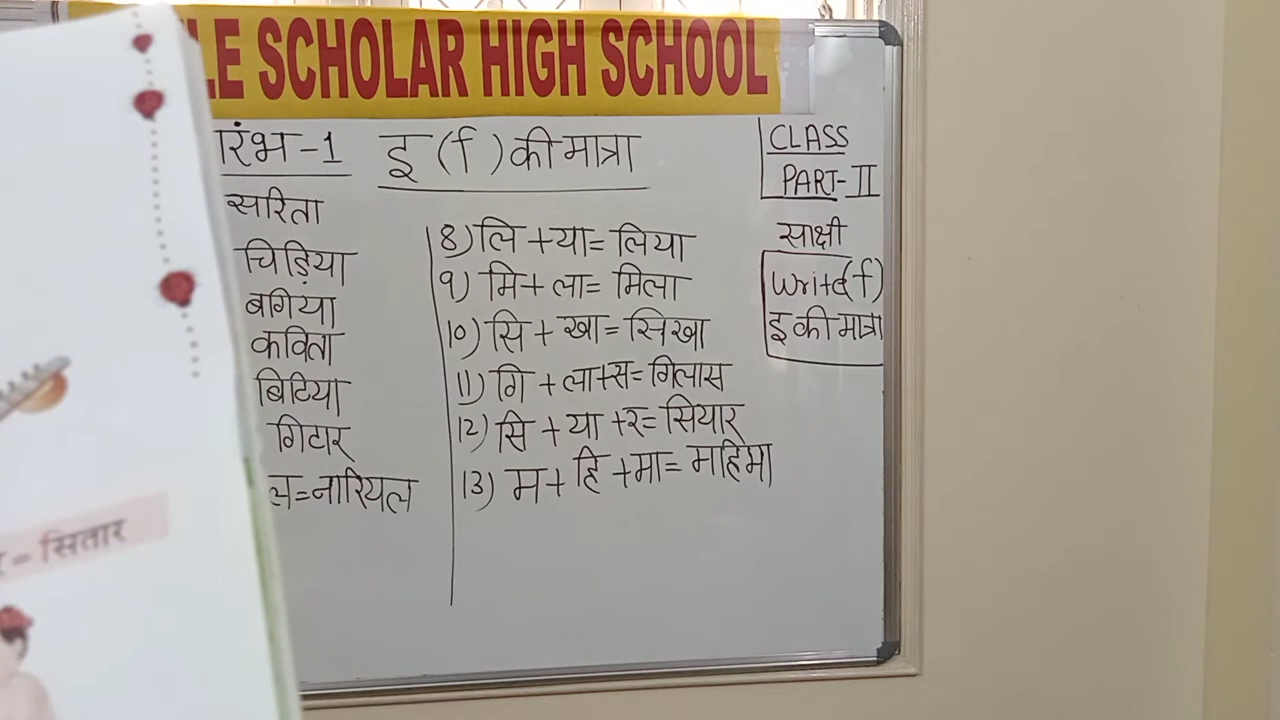 LE SCHOLAR HIGH SCHOOL
रंभ-1 इ (ि) की मात्रा
CLASS
PART-II
सरिता
चिड़िया
बगिया
कविता
बिटिया
गिटार
ल=नारियल
8) लि + या = लिया
9) मि + ला = मिला
10) सि + खा = सिखा
11) गि + ला + स = गिलास
12) सि + या + र = सियार
13) म + हि + मा = महिमा
साक्षी
Write (ि)
इ की मात्रा
र = सितार